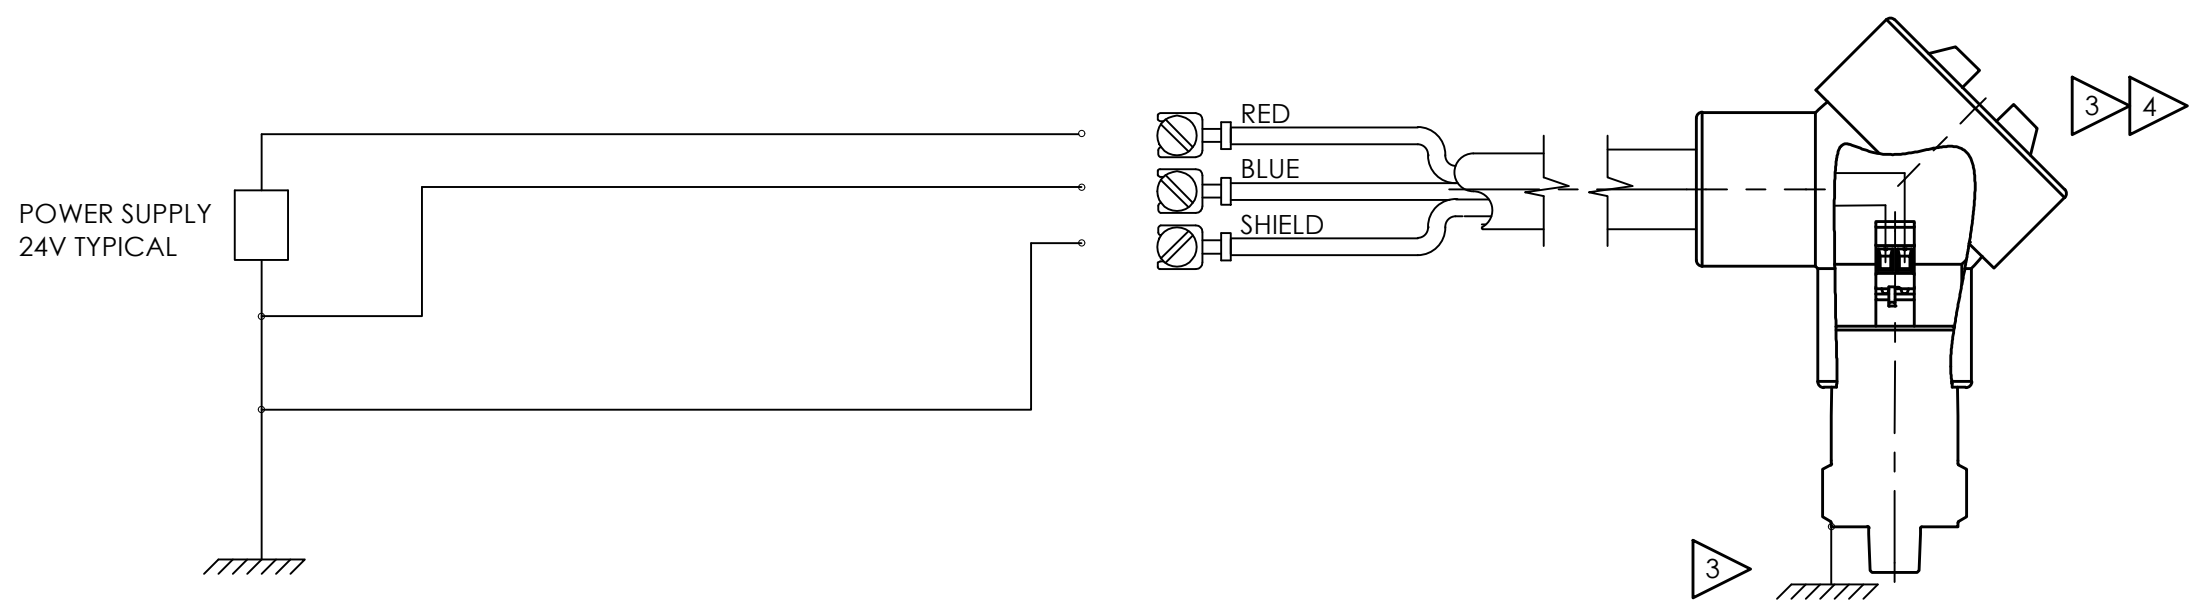 RED
3
4
BLUE
POWER SUPPLY
24V TYPICAL
SHIELD
3